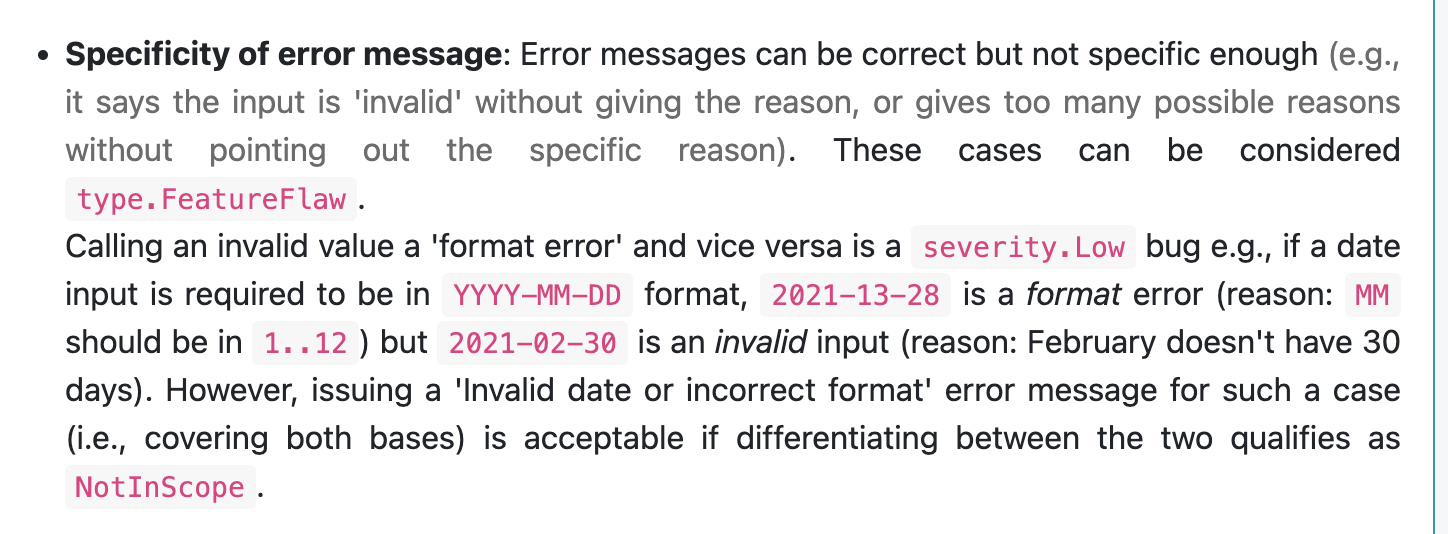 • Specificity of error message: Error messages can be correct but not specific enough (e.g.,
it says the input is 'invalid' without giving the reason, or gives too many possible reasons
without pointing out the specific reason). These cases can be considered
type.FeatureFlaw.
Calling an invalid value a 'format error' and vice versa is a severity.Low bug e.g., if a date
input is required to be in YYYY-MM-DD format, 2021-13-28 is a format error (reason: MM
should be in 1..12) but 2021-02-30 is an invalid input (reason: February doesn't have 30
days). However, issuing a 'Invalid date or incorrect format' error message for such a case
(i.e., covering both bases) is acceptable if differentiating between the two qualifies as
NotInScope.